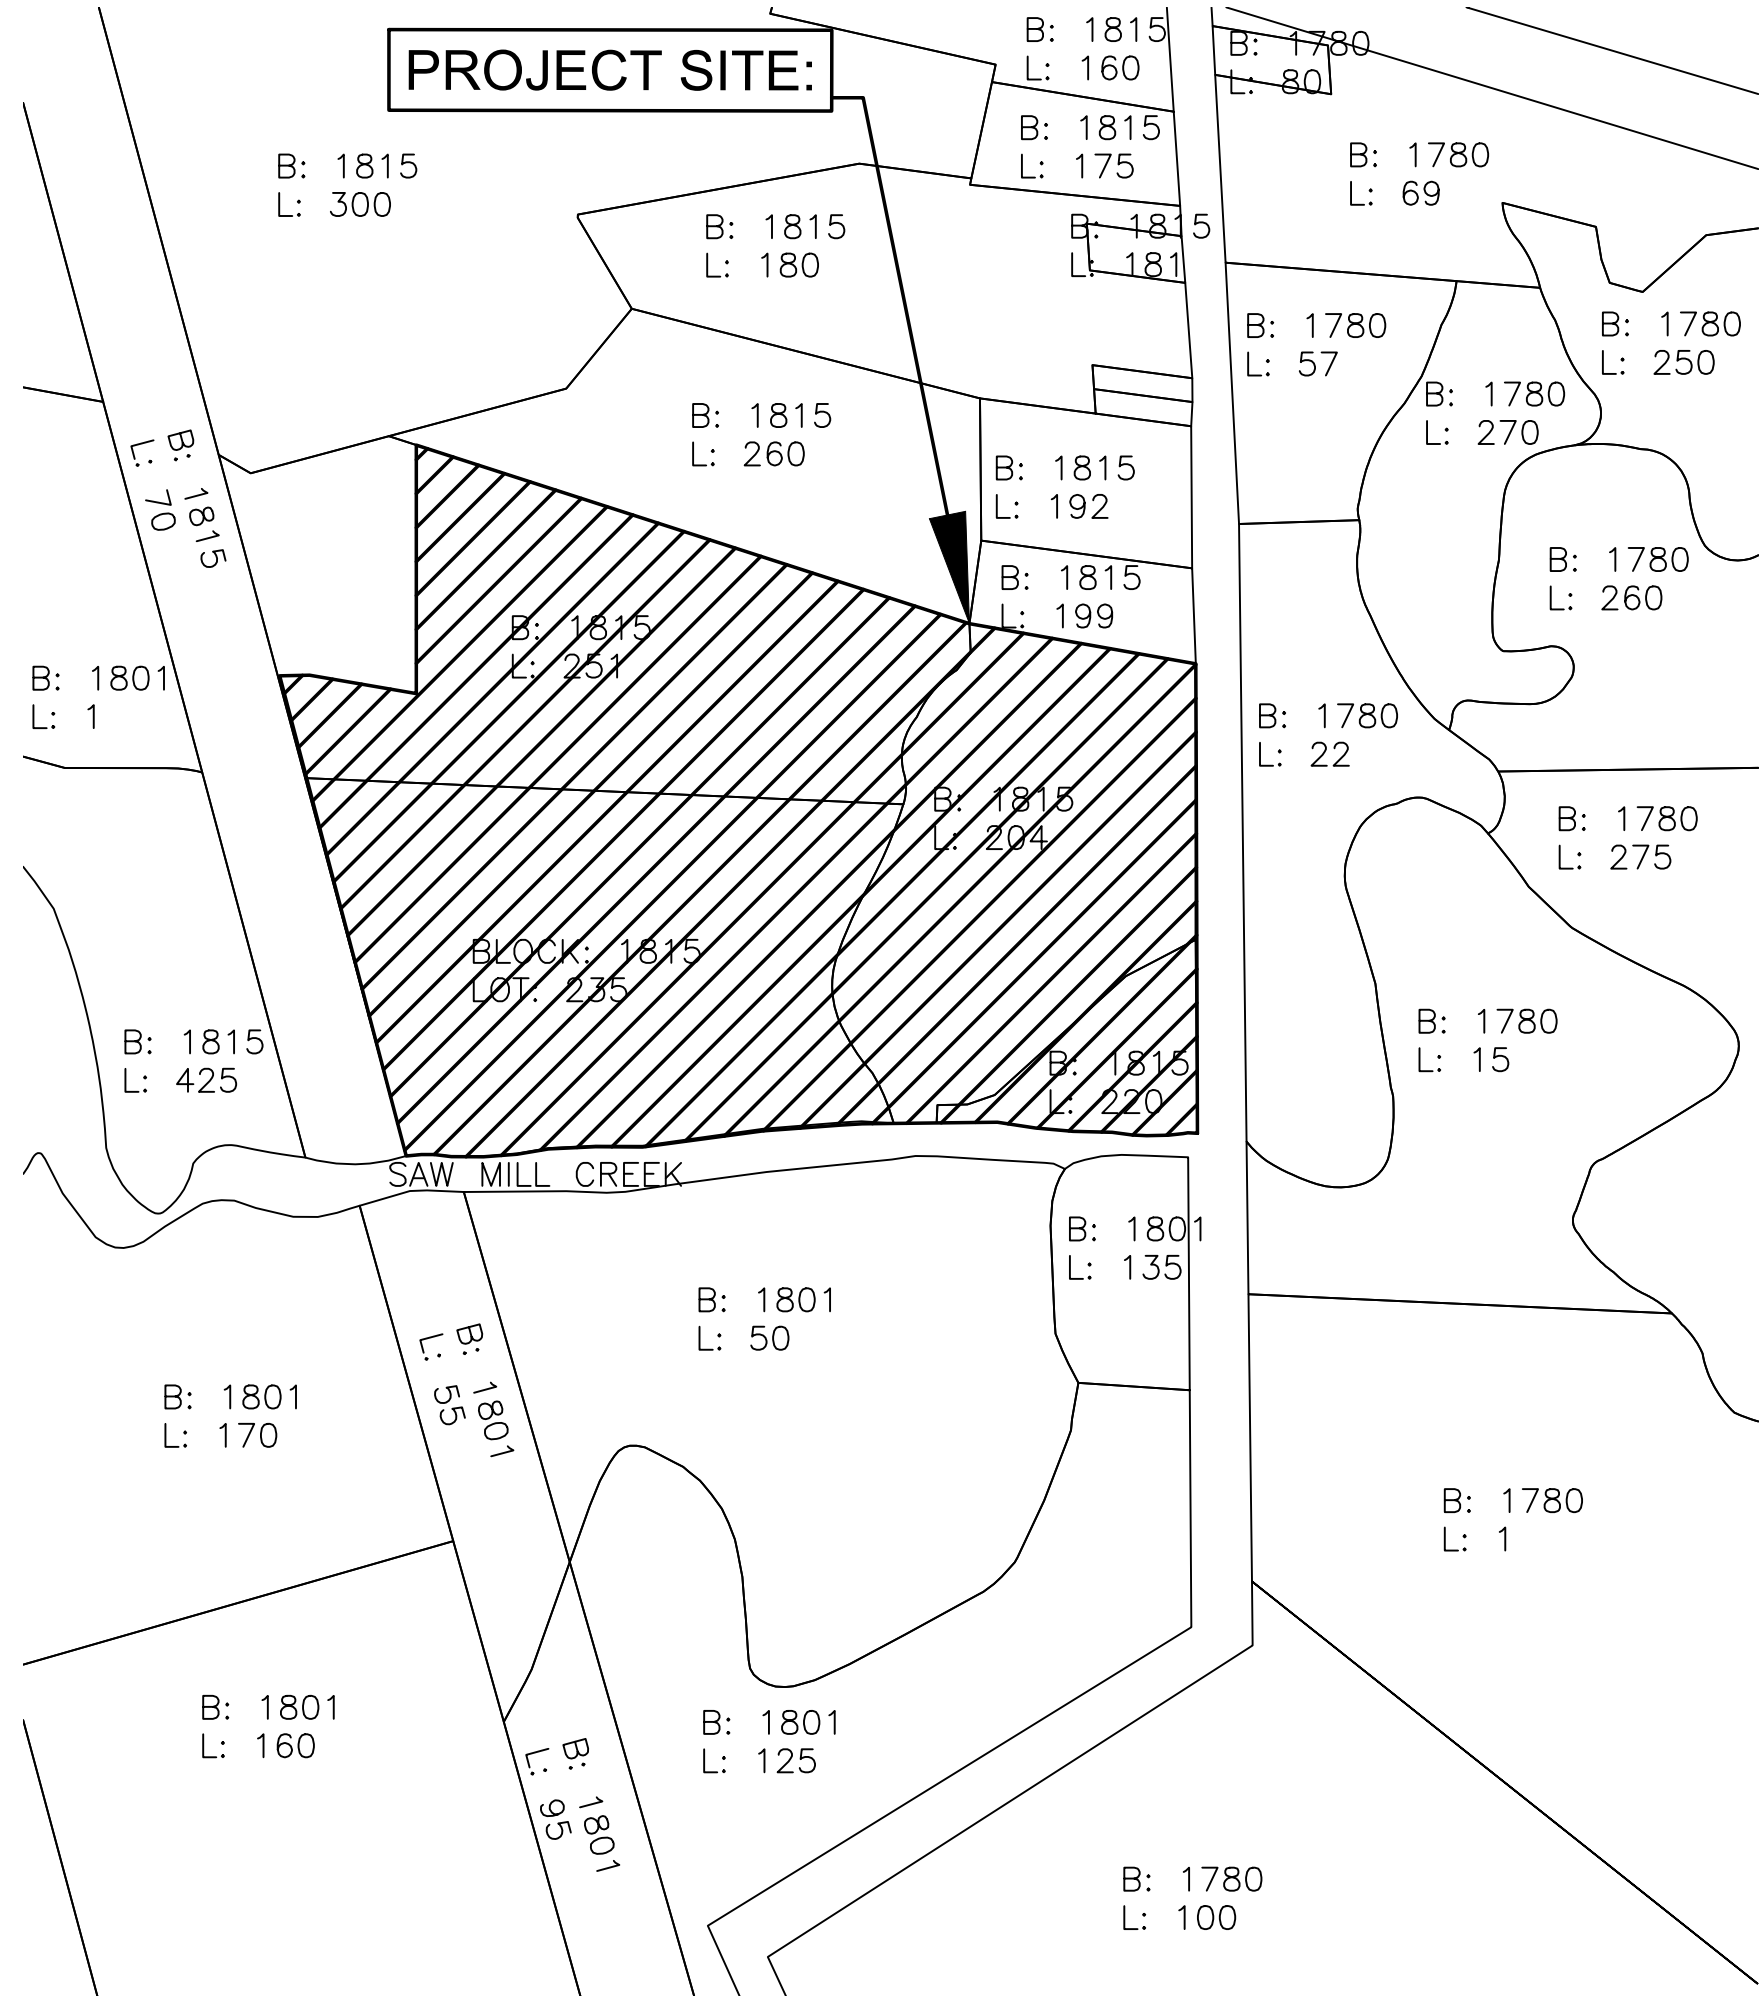 B: 1815
L: 160
B: 1780
L: 80
PROJECT SITE:
B: 1815
L: 175
B: 1780
L: 69
B: 1815
L: 300
B: 1815
L: 180
B: 1815
L: 181
B: 1780
L: 57
B: 1780
L: 250
B: 1780
L: 270
B: 1815
L: 260
B: 1815
L: 70
B: 1815
L: 192
B: 1780
L: 260
B: 1815
L: 199
B: 1815
L: 251
B: 1801
L: 1
B: 1780
L: 22
B: 1815
L: 204
B: 1780
L: 275
BLOCK: 1815
LOT: 235
B: 1780
L: 15
B: 1815
L: 425
B: 1815
L: 220
SAW MILL CREEK
B: 1801
L: 135
B: 1801
L: 50
B: 1801
L: 55
B: 1801
L: 170
B: 1780
L: 1
B: 1801
L: 160
B: 1801
L: 125
B: 1801
L: 95
B: 1780
L: 100